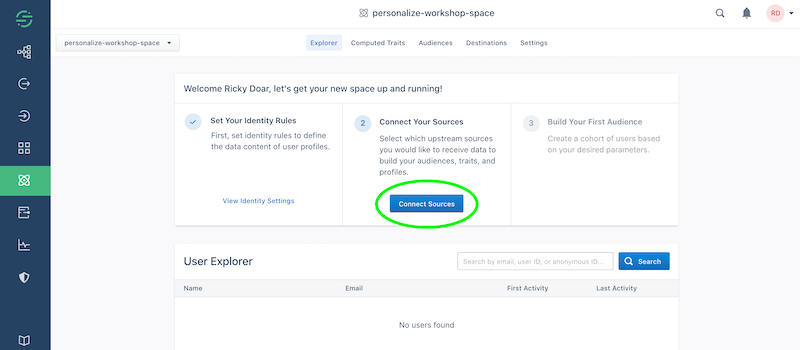 personalize-workshop-space
RD
personalize-workshop-space
Explorer
Computed Traits
Audiences
Destinations
Settings
Welcome Ricky Doar, let's get your new space up and running!
Set Your Identity Rules
First, set identity rules to define
the data content of user profiles.
View Identity Settings
2
Connect Your Sources
Select which upstream sources
you would like to receive data to
build your audiences, traits, and
profiles.
Connect Sources
3
Build Your First Audience
Create a cohort of users based
on your desired parameters.
User Explorer
Search by email, user ID, or anonymous ID...
Search
Name
Email
First Activity
Last Activity
No users found